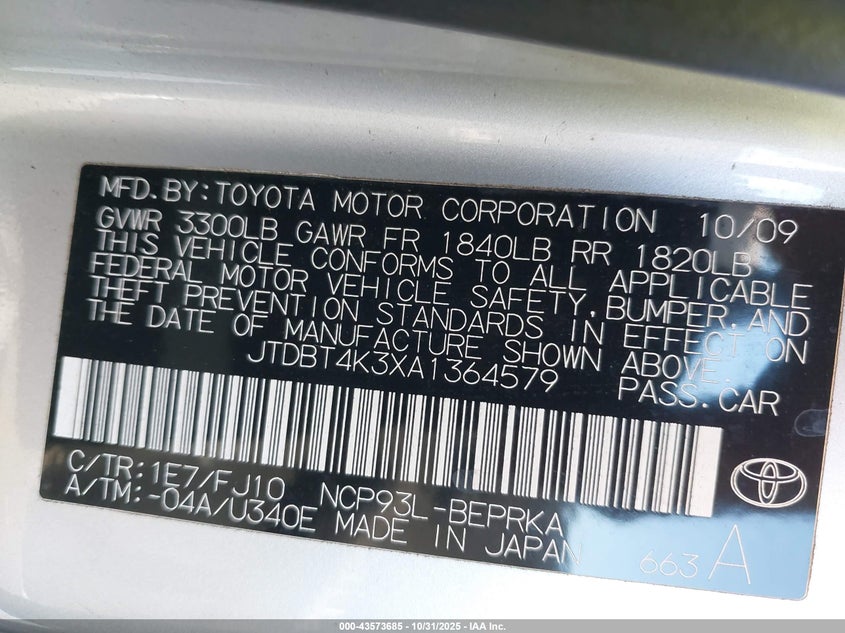 MFD.BY:TOYOTA MOTOR CORPORATION 10/09
GVWR 3300LB GAWR FR 1840LB RR 1820LB
THIS VEHICLE CONFORMS TO ALL APPLICABLE
FEDERAL MOTOR VEHICLE SAFETY, BUMPER, AND
THEFT PREVENTION STANDARDS IN EFFECT ON
THE DATE OF MANUFACTURE SHOWN ABOVE.
JTDBT4K3XA1364579 PASS.CAR
C/TR:1E7/FJ10 NCP93L-BEPRKA
A/TM:-04A/U340E MADE IN JAPAN
663 A
000-43573685 - 10/31/2025 - IAA Inc.